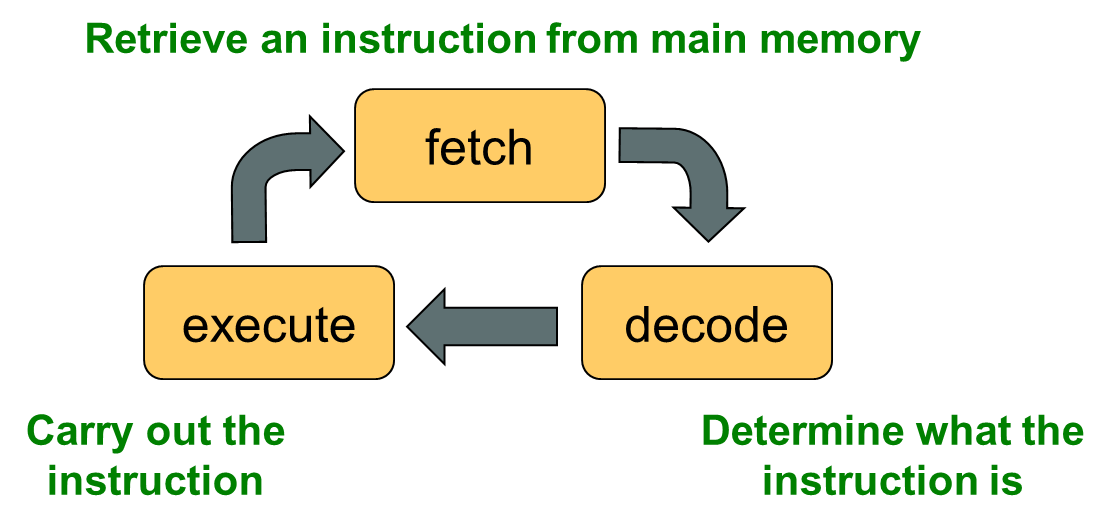 Retrieve an instruction from main memory
fetch
execute
decode
Carry out the
instruction
Determine what the
instruction is